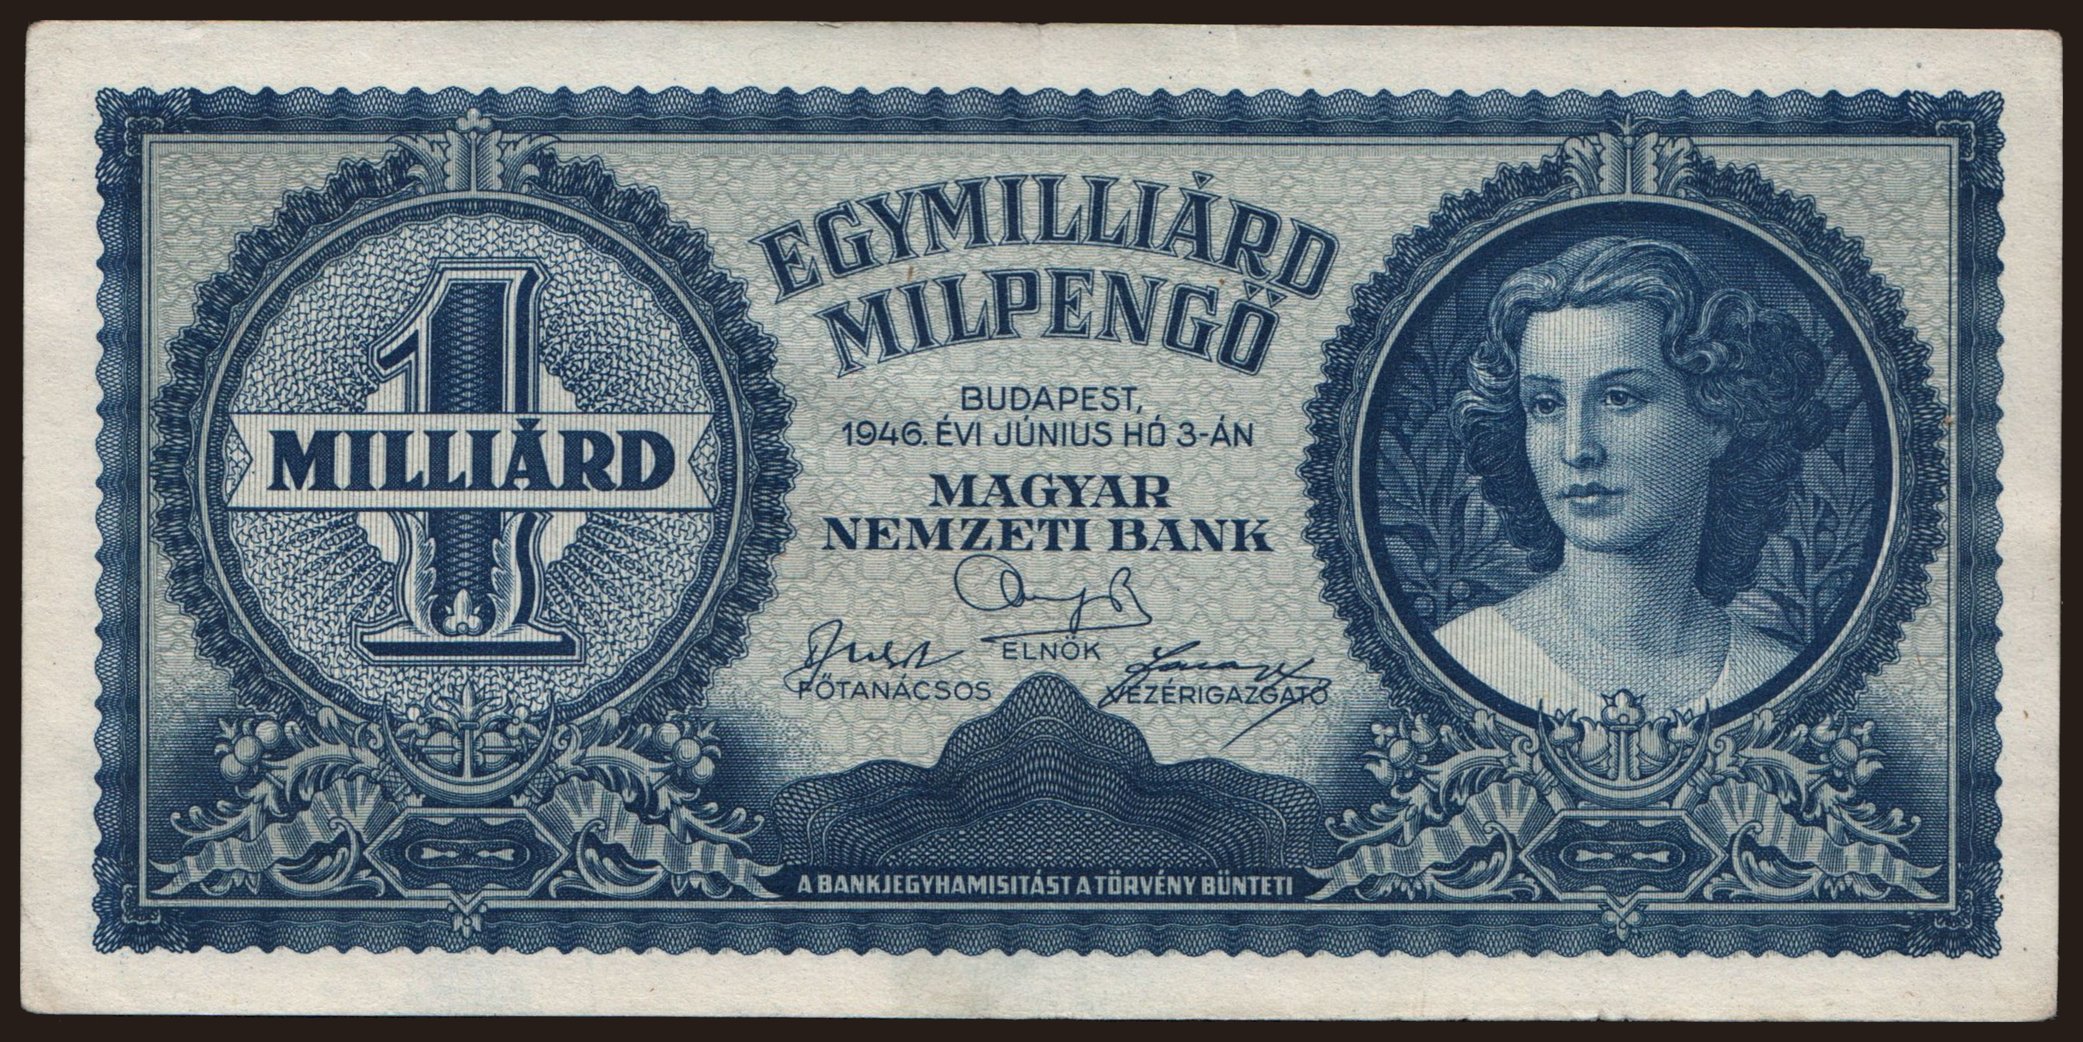 1
MILLIÁRD
EGYMILLIÁRD
MILPENGŐ
BUDAPEST,
1946. ÉVI JÚNIUS HÓ 3-ÁN
MAGYAR
NEMZETI BANK
ELNÖK
FŐTANÁCSOS
VEZÉRIGAZGATÓ
A BANKJEGYHAMISITÁST A TÖRVÉNY BÜNTETI